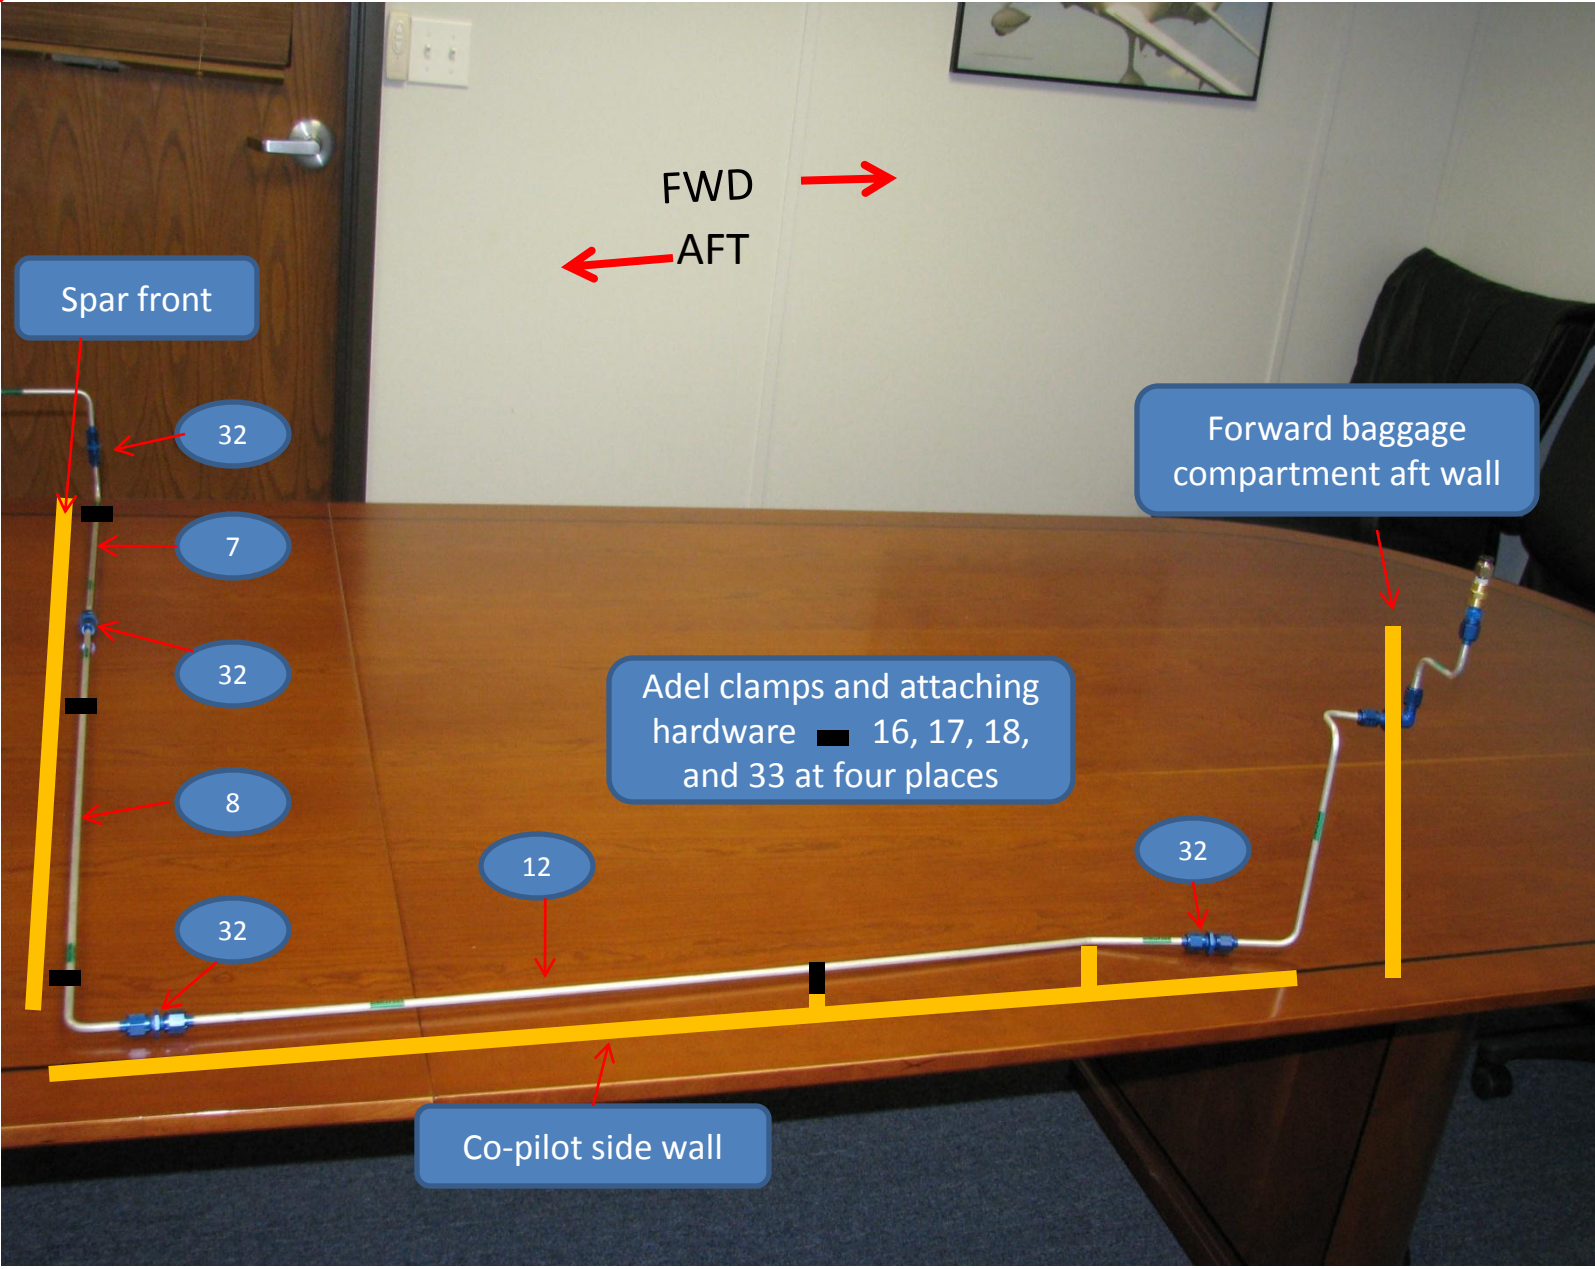 FWD
AFT
Spar front
32
7
32
8
32
12
32
Forward baggage
compartment aft wall
Adel clamps and attaching
hardware 16, 17, 18,
and 33 at four places
Co-pilot side wall